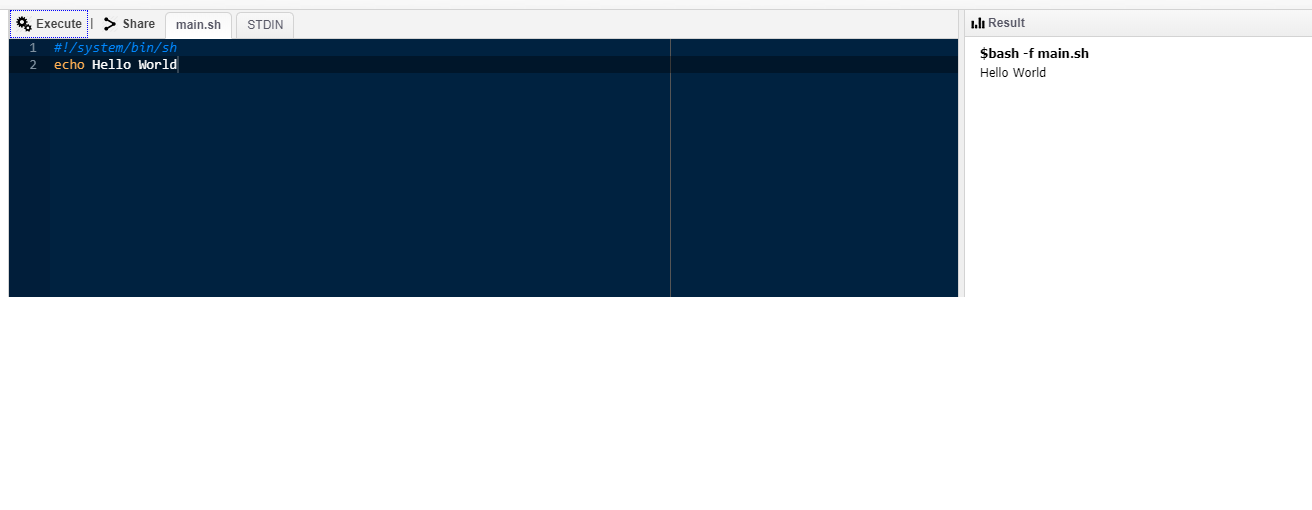 Execute | Share main.sh STDIN
1 #!/system/bin/sh
2 echo Hello World
Result
$bash -f main.sh
Hello World